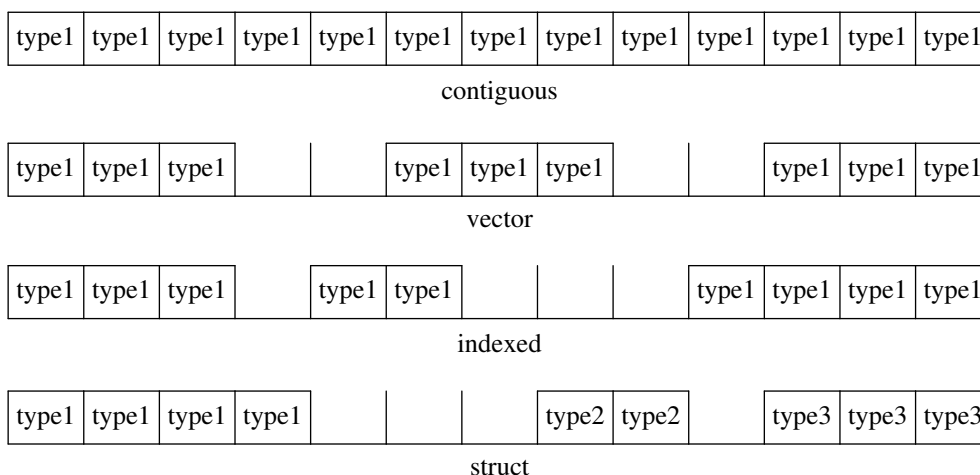 type1 type1 type1 type1 type1 type1 type1 type1 type1 type1 type1 type1 type1
contiguous
type1 type1 type1 type1 type1 type1 type1 type1 type1
vector
type1 type1 type1 type1 type1 type1 type1 type1 type1
indexed
type1 type1 type1 type1 type2 type2 type3 type3 type3
struct